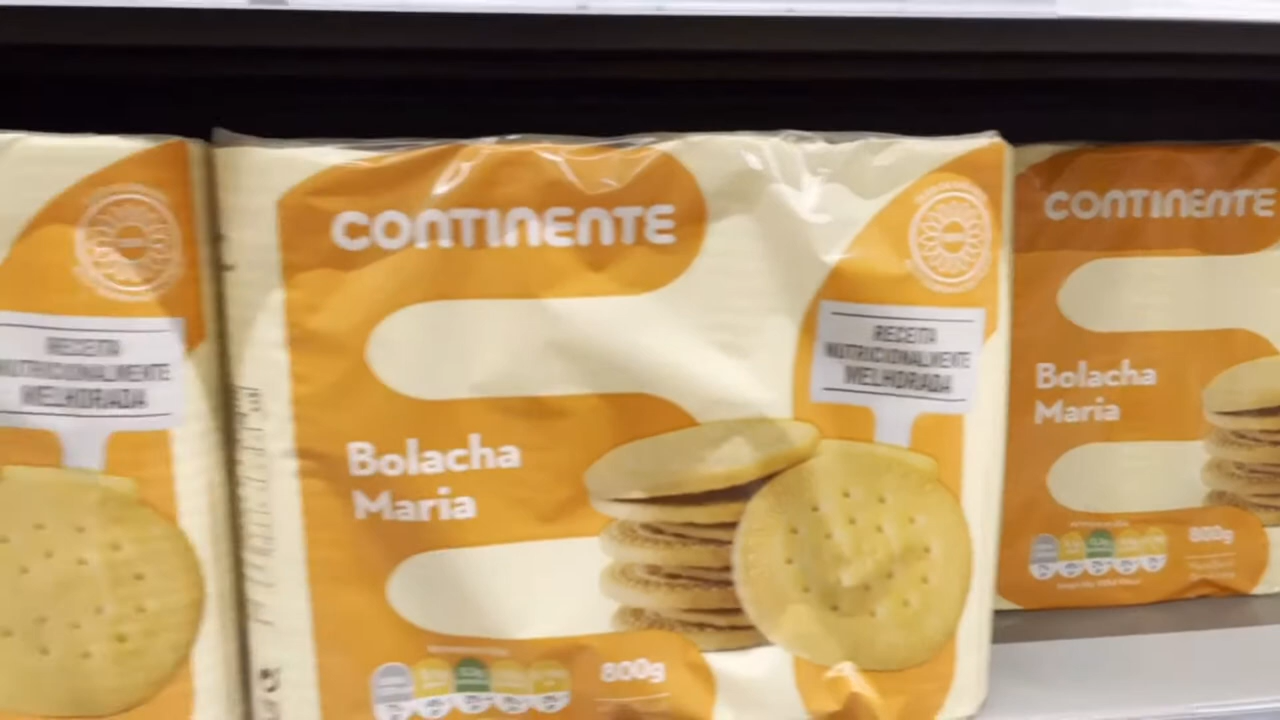 CONTINENTE
RECEITA
NUTRICIONALMENTE
MELHORADA
Bolacha
Maria
800g
RECEITA
NUTRICIONALMENTE
MELHORADA
CONTINENTE
Bolacha
Maria
800g